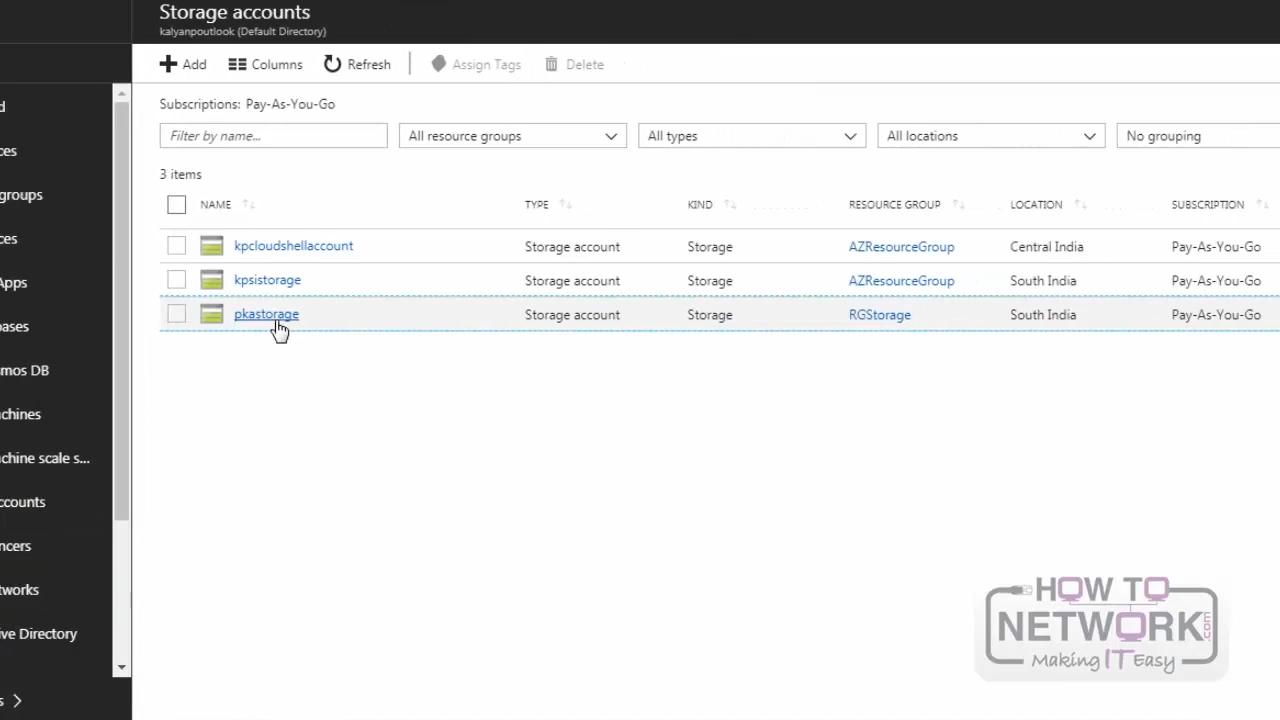 Storage accounts
kalyanpoutlook (Default Directory)
Add Columns Refresh Assign Tags Delete
Subscriptions: Pay-As-You-Go
Filter by name... All resource groups All types All locations No grouping
3 items
NAME TYPE KIND RESOURCE GROUP LOCATION SUBSCRIPTION
kpcloudshellaccount Storage account Storage AZResourceGroup Central India Pay-As-You-Go
kpsistorage Storage account Storage AZResourceGroup South India Pay-As-You-Go
pkastorage Storage account Storage RGStorage South India Pay-As-You-Go
d
ces
groups
ces
Apps
bases
smos DB
chines
chine scale s...
ccounts
ncers
tworks
ive Directory
s
HOW TO
NETWORK.com
Making IT Easy